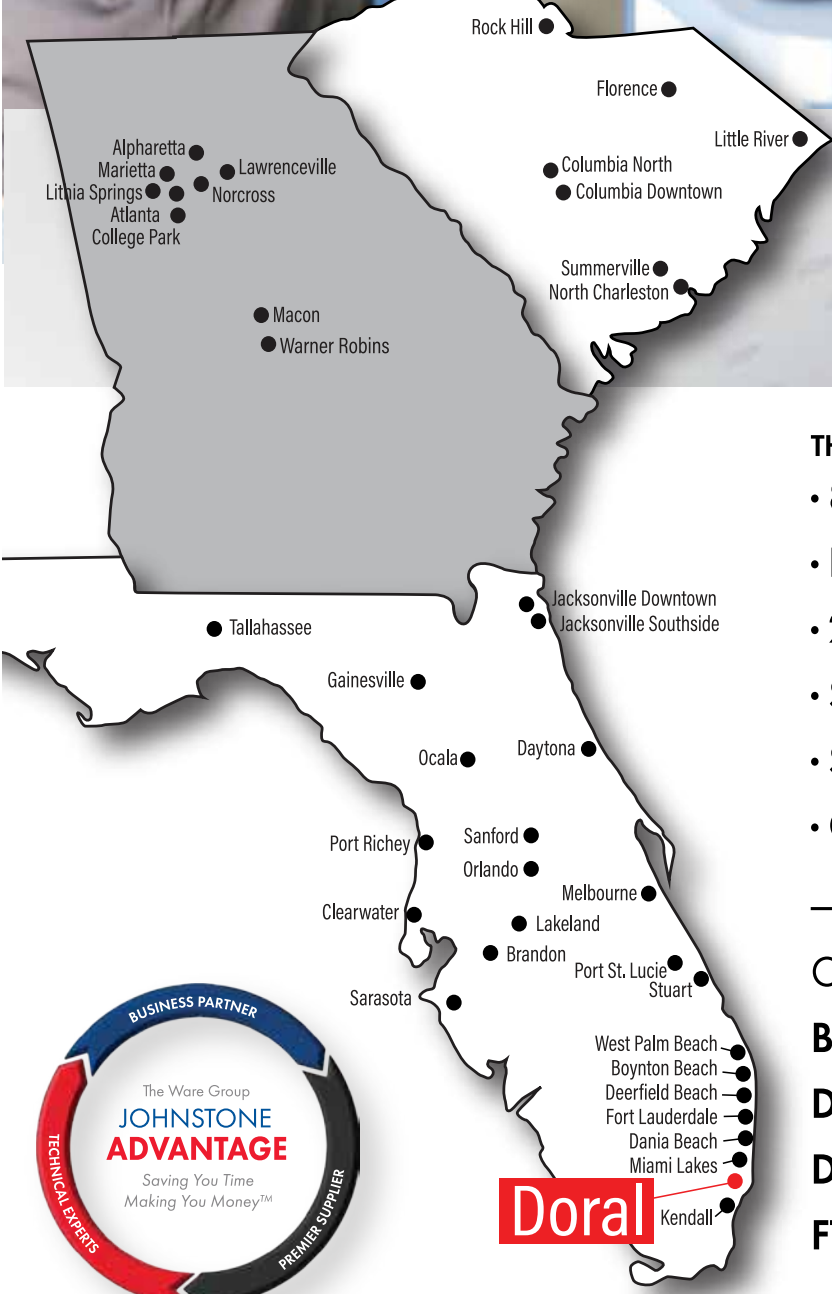 Rock Hill
Florence
Little River
Columbia North
Columbia Downtown
Summerville
North Charleston
Alpharetta
Marietta
Lawrenceville
Lithia Springs
Norcross
Atlanta
College Park
Macon
Warner Robins
Jacksonville Downtown
Jacksonville Southside
Tallahassee
Gainesville
Ocala
Daytona
Port Richey
Sanford
Orlando
Melbourne
Clearwater
Lakeland
Brandon
Port St. Lucie
Stuart
Sarasota
West Palm Beach
Boynton Beach
Deerfield Beach
Fort Lauderdale
Dania Beach
Miami Lakes
Doral
Kendall
BUSINESS PARTNER
The Ware Group
JOHNSTONE
ADVANTAGE
Saving You Time
Making You Money™
TECHNICAL EXPERTS
PREMIER SUPPLIER